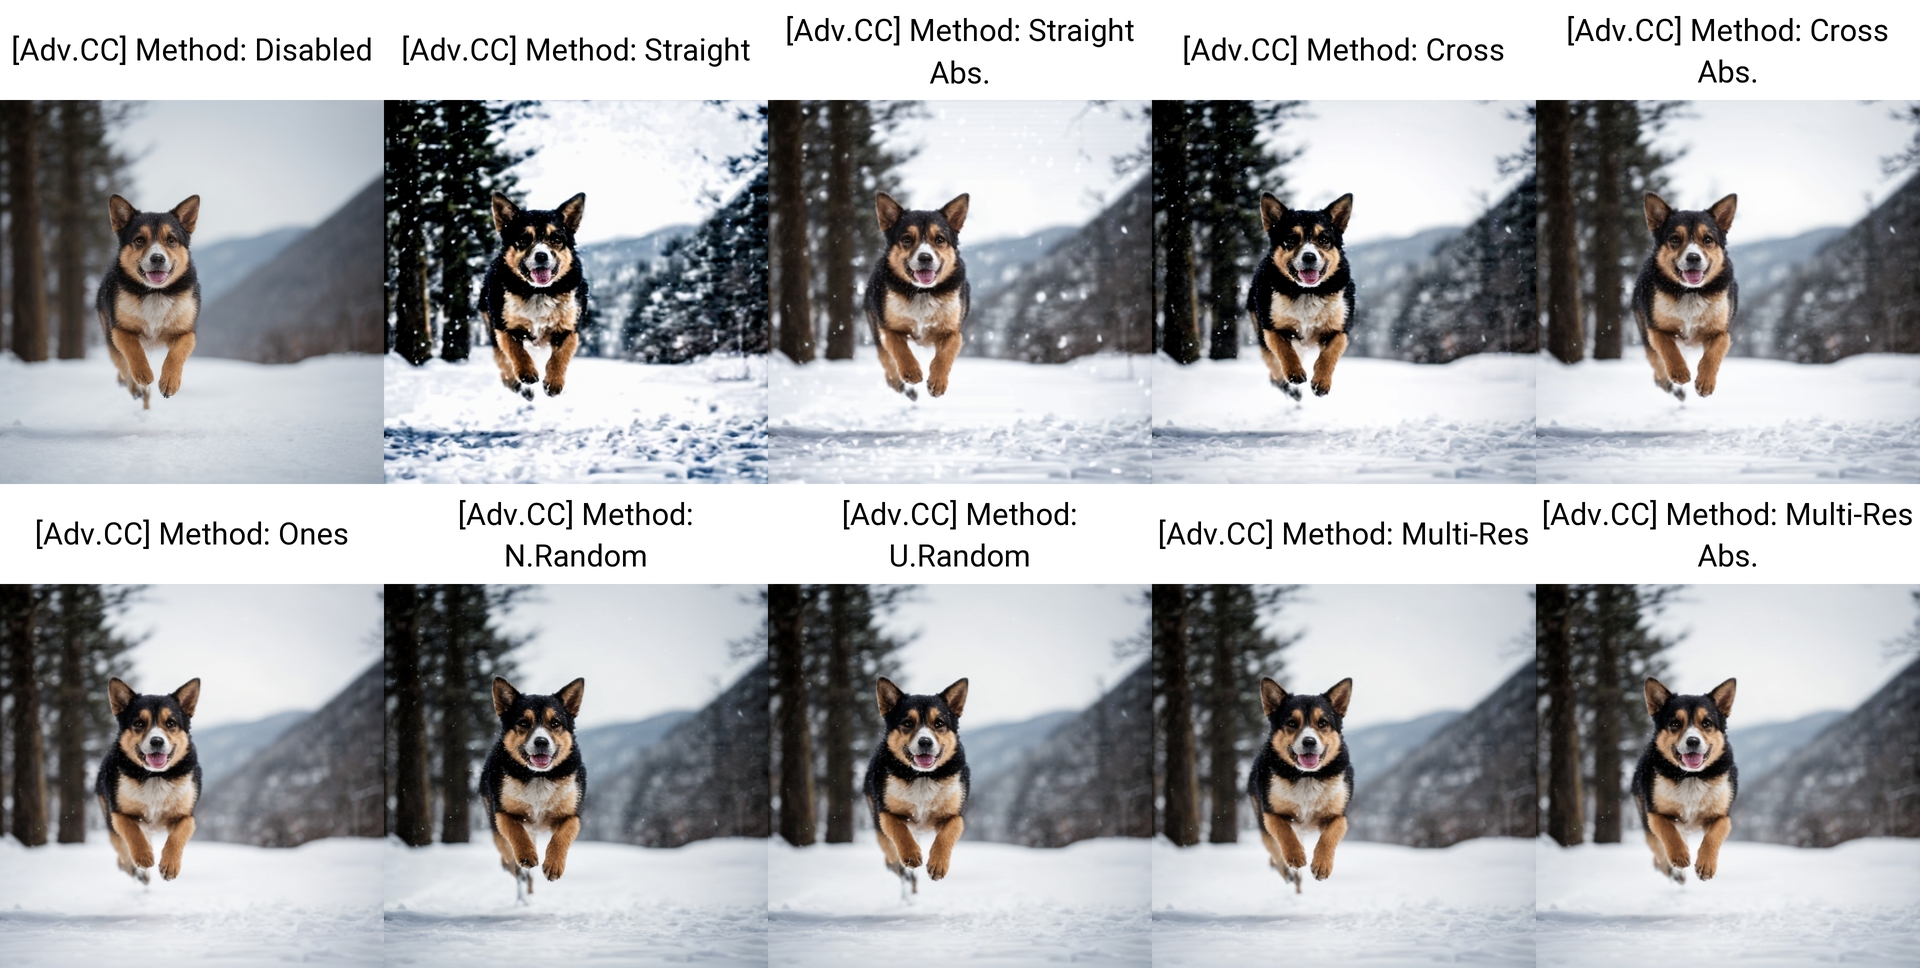 [Adv.CC] Method: Disabled
[Adv.CC] Method: Straight
[Adv.CC] Method: Straight
Abs.
[Adv.CC] Method: Cross
[Adv.CC] Method: Cross
Abs.
[Adv.CC] Method: Ones
[Adv.CC] Method:
N.Random
[Adv.CC] Method:
U.Random
[Adv.CC] Method: Multi-Res
[Adv.CC] Method: Multi-Res
Abs.